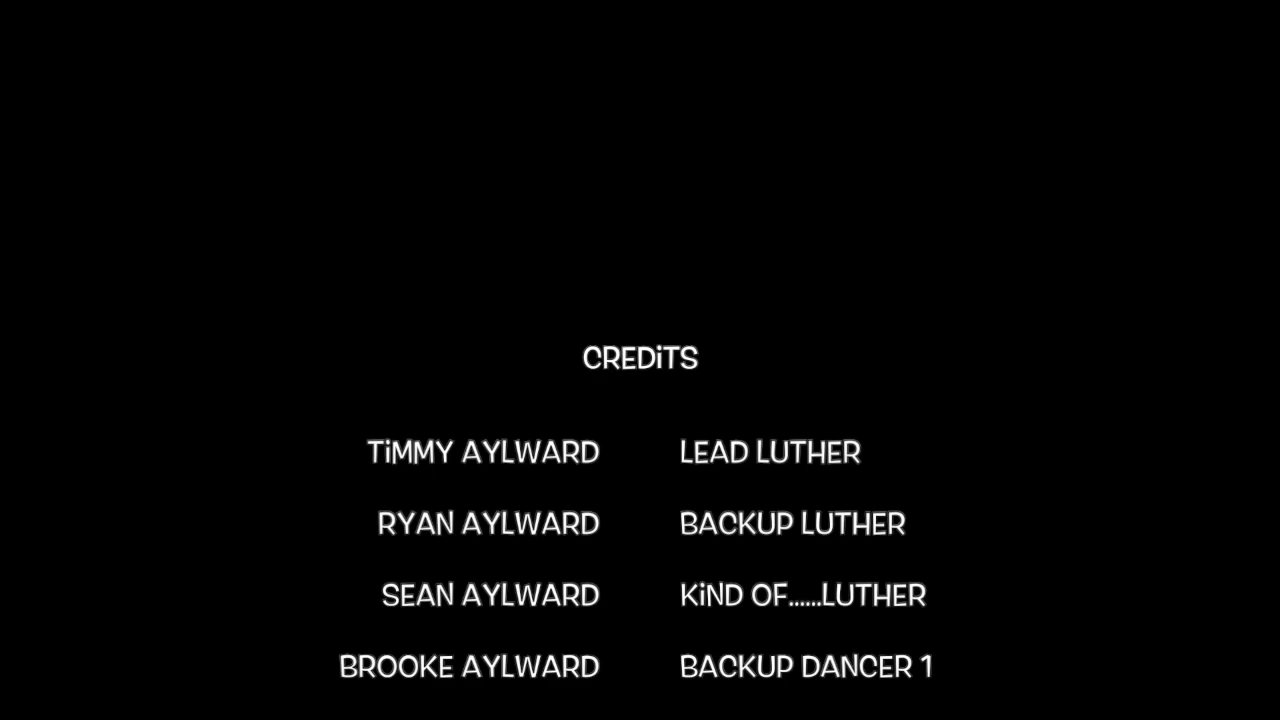 CREDiTS
TiMMY AYLWARD LEAD LUTHER
RYAN AYLWARD BACKUP LUTHER
SEAN AYLWARD KiND OF......LUTHER
BROOKE AYLWARD BACKUP DANCER 1